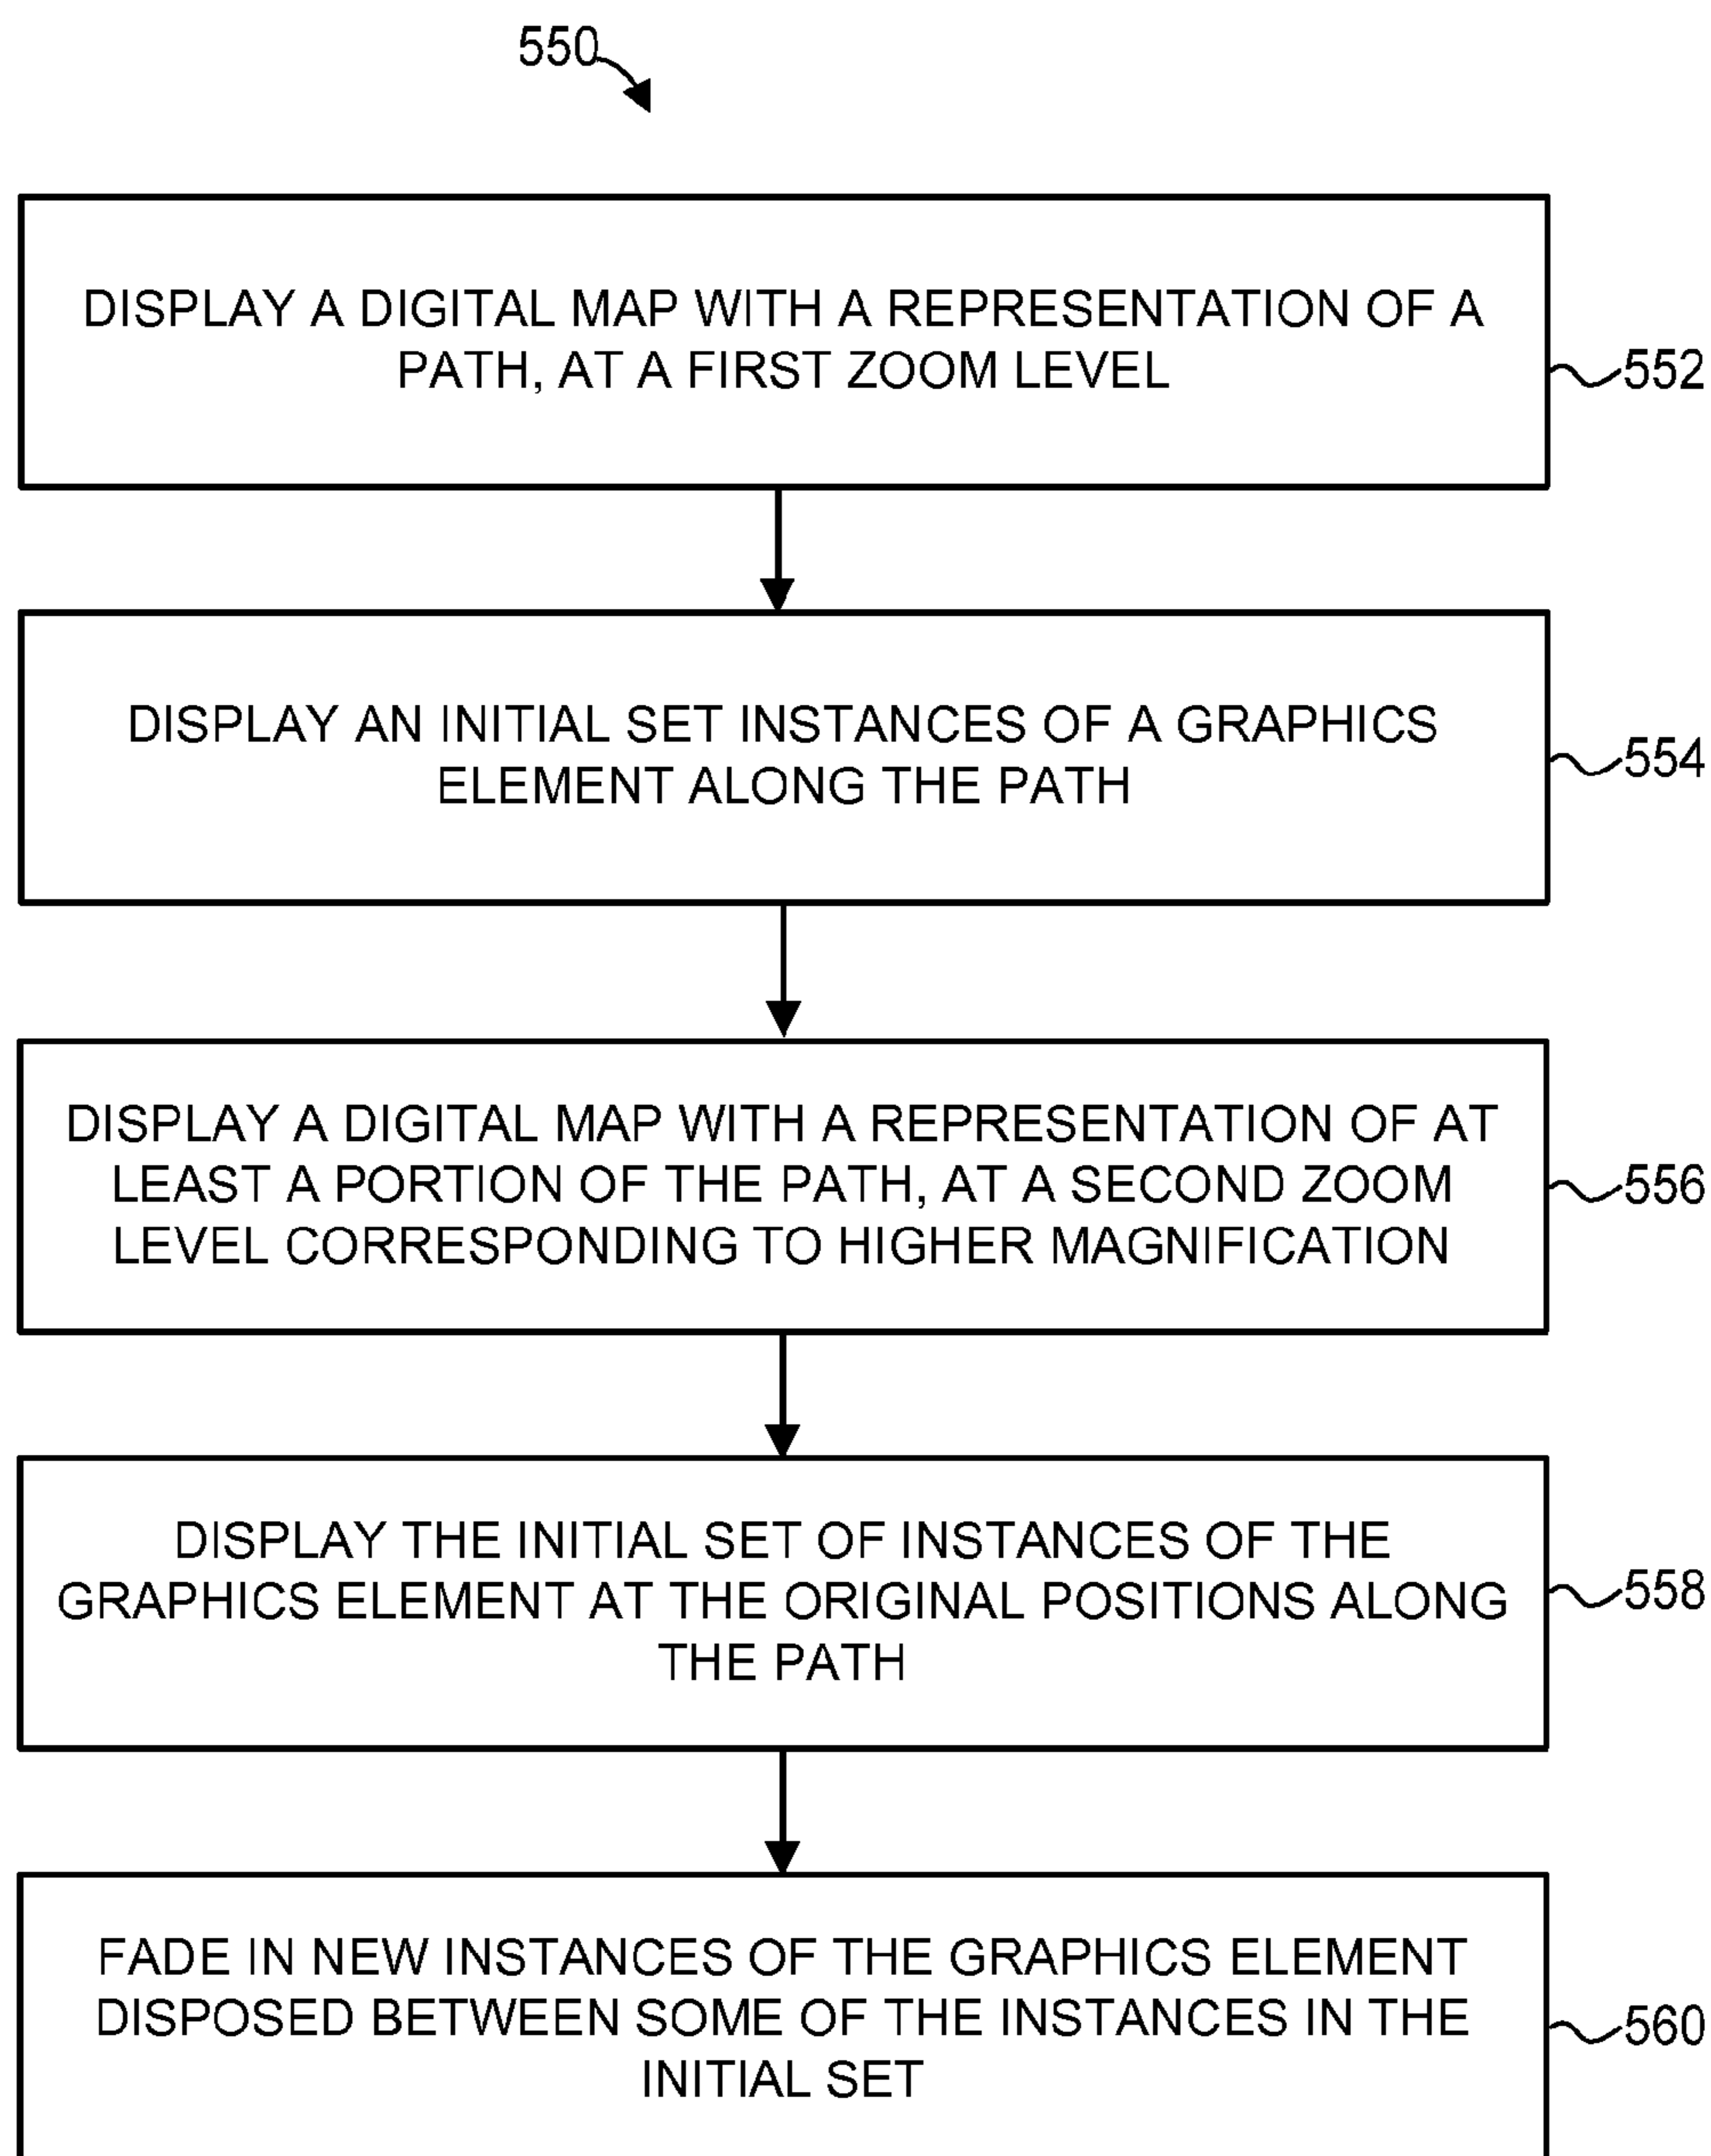 550
DISPLAY A DIGITAL MAP WITH A REPRESENTATION OF A
PATH, AT A FIRST ZOOM LEVEL
552
DISPLAY AN INITIAL SET INSTANCES OF A GRAPHICS
ELEMENT ALONG THE PATH
554
DISPLAY A DIGITAL MAP WITH A REPRESENTATION OF AT
LEAST A PORTION OF THE PATH, AT A SECOND ZOOM
LEVEL CORRESPONDING TO HIGHER MAGNIFICATION
556
DISPLAY THE INITIAL SET OF INSTANCES OF THE
GRAPHICS ELEMENT AT THE ORIGINAL POSITIONS ALONG
THE PATH
558
FADE IN NEW INSTANCES OF THE GRAPHICS ELEMENT
DISPOSED BETWEEN SOME OF THE INSTANCES IN THE
INITIAL SET
560